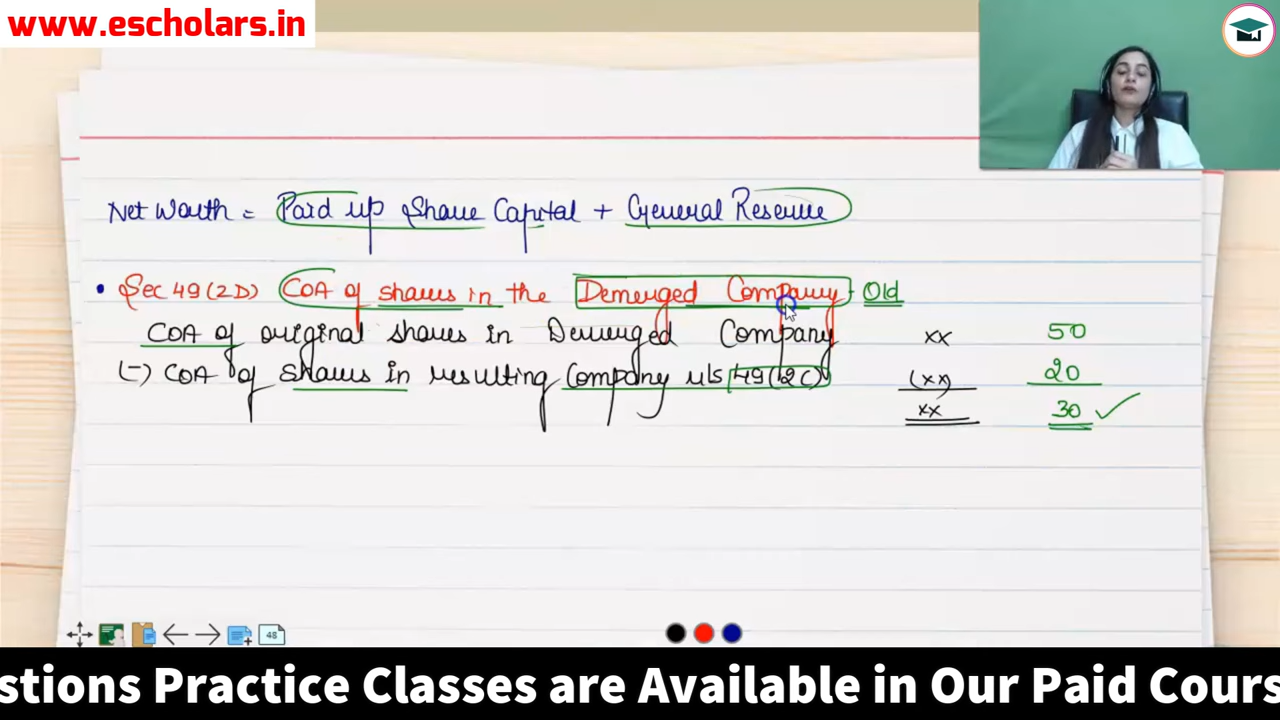 www.escholars.in
Net Worth = Paid up Share Capital + General Reserve
• Sec 49(2D) COA of shares in the Demerged Company - Old
COA of original shares in Demerged Company xx 50
(-) COA of shares in resulting Company u/s 49(2C) (xx) 20
xx 30 ✓
48
stions Practice Classes are Available in Our Paid Cours